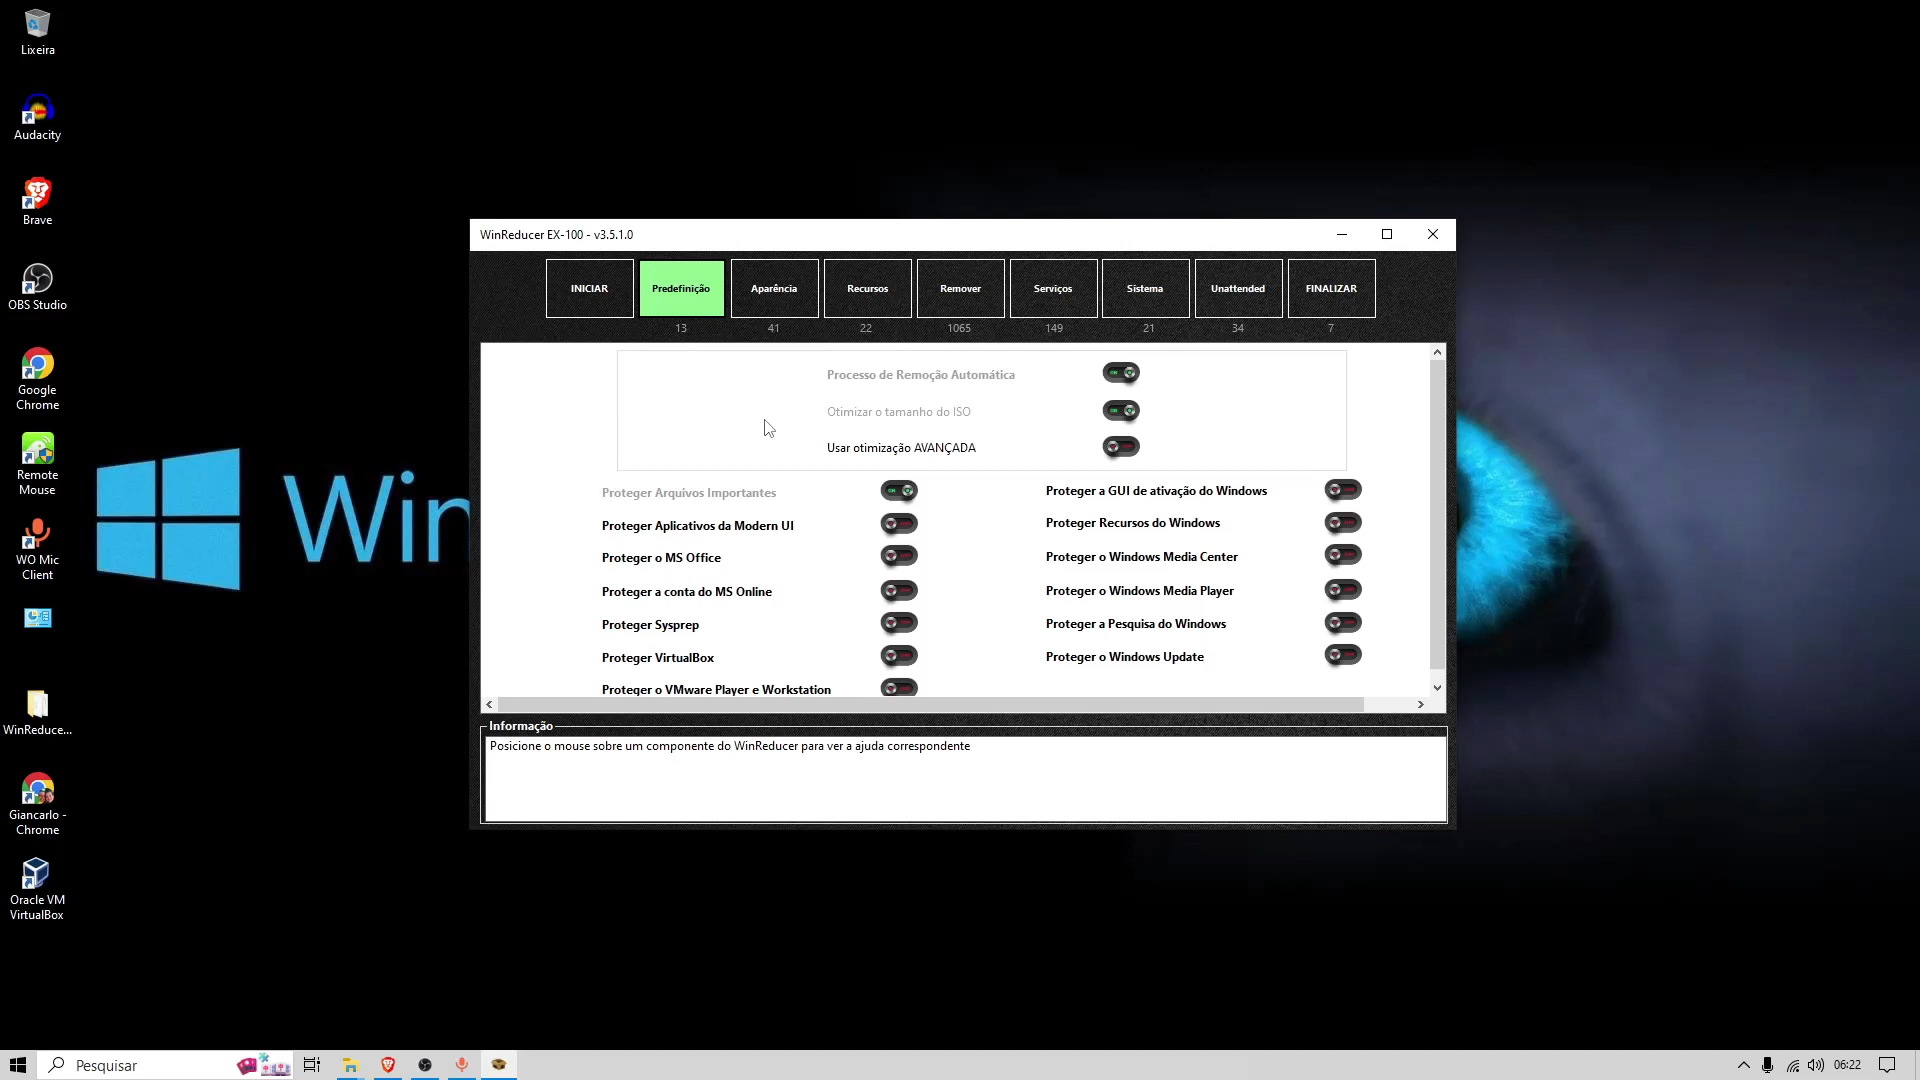 Lixeira
Audacity
Brave
OBS Studio
Google
Chrome
Remote
Mouse
WO Mic
Client
WinReduce...
Giancarlo -
Chrome
Oracle VM
VirtualBox
Win
WinReducer EX-100 - v3.5.1.0
INICIAR
Predefinição
Aparência
Recursos
Remover
Serviços
Sistema
Unattended
FINALIZAR
13
41
22
1065
149
21
34
7
Processo de Remoção Automática
ON
Otimizar o tamanho do ISO
ON
Usar otimização AVANÇADA
Proteger Arquivos Importantes
ON
Proteger Aplicativos da Modern UI
Proteger o MS Office
Proteger a conta do MS Online
Proteger Sysprep
Proteger VirtualBox
Proteger o VMware Player e Workstation
Proteger a GUI de ativação do Windows
Proteger Recursos do Windows
Proteger o Windows Media Center
Proteger o Windows Media Player
Proteger a Pesquisa do Windows
Proteger o Windows Update
Informação
Posicione o mouse sobre um componente do WinReducer para ver a ajuda correspondente
Pesquisar
06:22